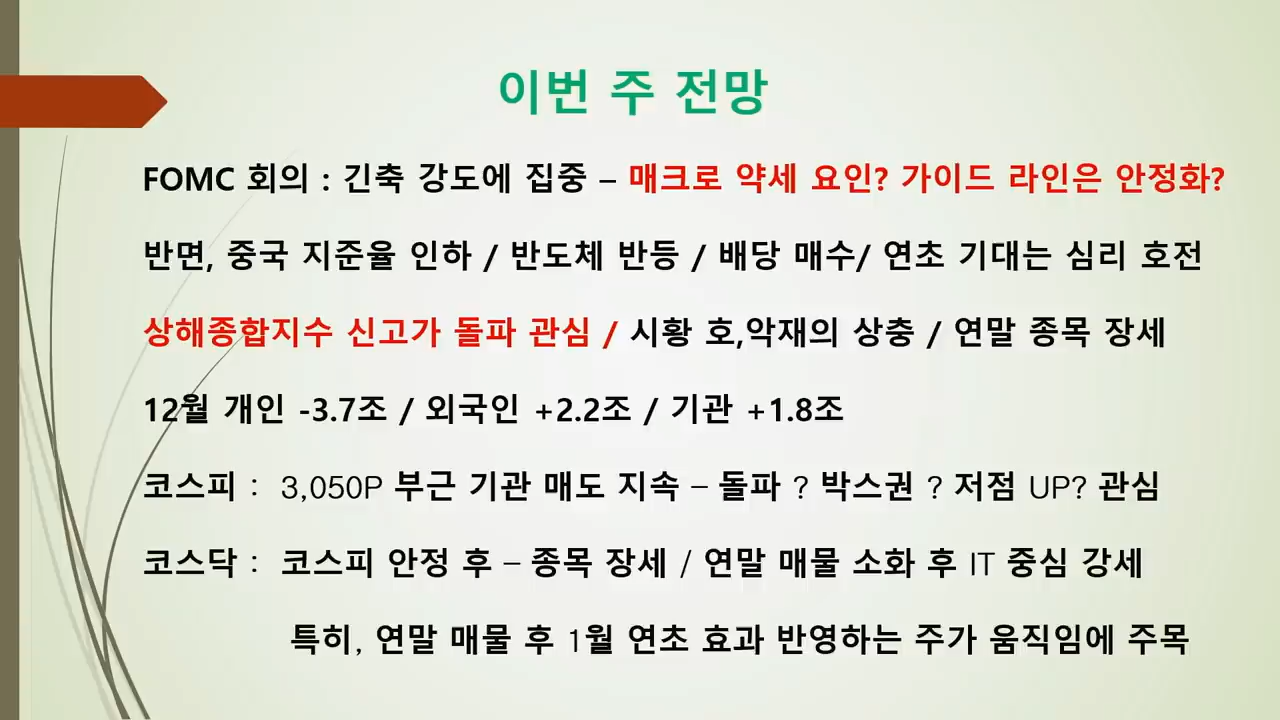 이번 주 전망
FOMC 회의 : 긴축 강도에 집중 – 매크로 약세 요인? 가이드 라인은 안정화?
반면, 중국 지준율 인하 / 반도체 반등 / 배당 매수/ 연초 기대는 심리 호전
상해종합지수 신고가 돌파 관심 / 시황 호,악재의 상충 / 연말 종목 장세
12월 개인 -3.7조 / 외국인 +2.2조 / 기관 +1.8조
코스피 : 3,050P 부근 기관 매도 지속 – 돌파 ? 박스권 ? 저점 UP? 관심
코스닥 : 코스피 안정 후 – 종목 장세 / 연말 매물 소화 후 IT 중심 강세
특히, 연말 매물 후 1월 연초 효과 반영하는 주가 움직임에 주목